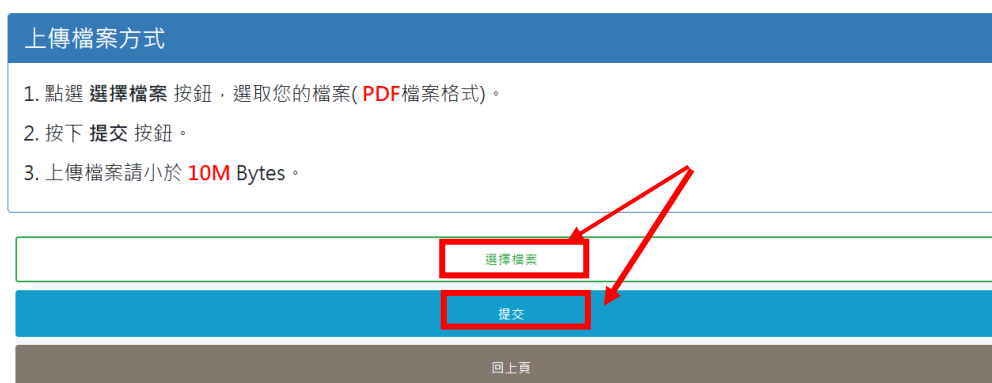 上傳檔案方式
1. 點選 選擇檔案 按鈕，選取您的檔案( PDF檔案格式)。
2. 按下 提交 按鈕。
3. 上傳檔案請小於 10M Bytes。
選擇檔案
提交
回上頁